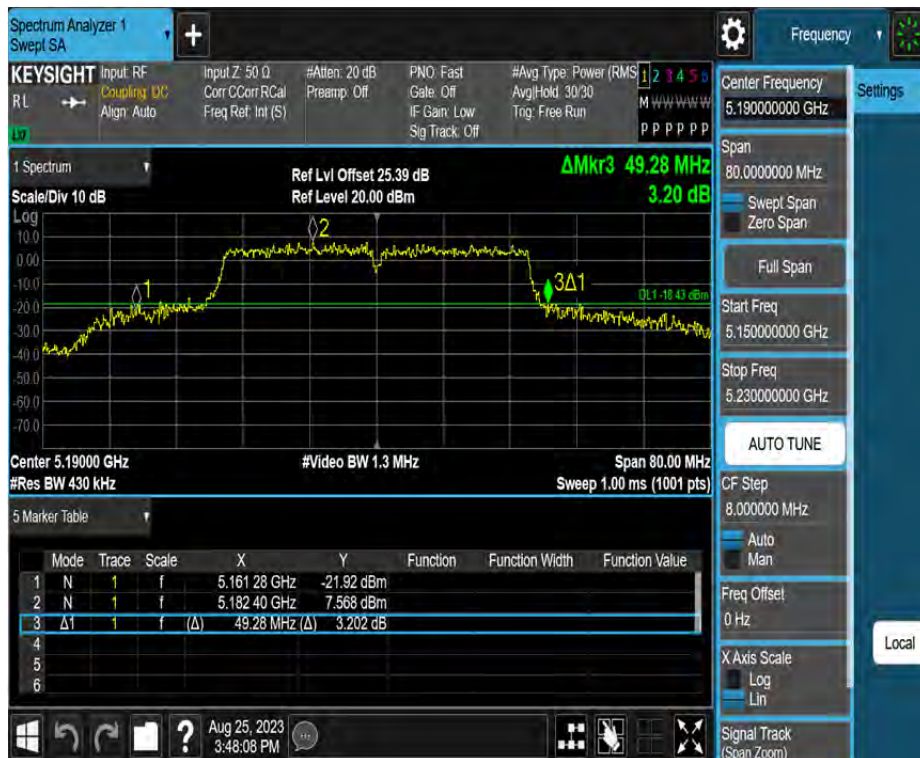 Spectrum Analyzer 1
Swept SA
+
Frequency
KEYSIGHT
RL
LXI
Input: RF
Coupling: DC
Align: Auto
Input Z: 50 Ω
Corr CCorr RCal
Freq Ref: Int (S)
#Atten: 20 dB
Preamp: Off
PNO: Fast
Gate: Off
IF Gain: Low
Sig Track: Off
#Avg Type: Power (RMS
Avg|Hold: 30/30
Trig: Free Run
1 2 3 4 5 6
M W W W W W
P P P P P P
Settings
Center Frequency
5.190000000 GHz
Span
80.0000000 MHz
Swept Span
Zero Span
Full Span
Start Freq
5.150000000 GHz
Stop Freq
5.230000000 GHz
AUTO TUNE
CF Step
8.000000 MHz
Auto
Man
Freq Offset
0 Hz
X Axis Scale
Log
Lin
Signal Track
(Span Zoom)
Local
1 Spectrum
Scale/Div 10 dB
Ref Lvl Offset 25.39 dB
Ref Level 20.00 dBm
ΔMkr3 49.28 MHz
3.20 dB
Log
10.0
0.00
-10.0
-20.0
-30.0
-40.0
-50.0
-60.0
-70.0
1
2
3Δ1
DL1 -18.43 dBm
Center 5.19000 GHz
#Video BW 1.3 MHz
Span 80.00 MHz
#Res BW 430 kHz
Sweep 1.00 ms (1001 pts)
5 Marker Table
Mode Trace Scale X Y Function Function Width Function Value
1 N 1 f 5.161 28 GHz -21.92 dBm
2 N 1 f 5.182 40 GHz 7.568 dBm
3 Δ1 1 f (Δ) 49.28 MHz (Δ) 3.202 dB
4
5
6
?
Aug 25, 2023
3:48:08 PM